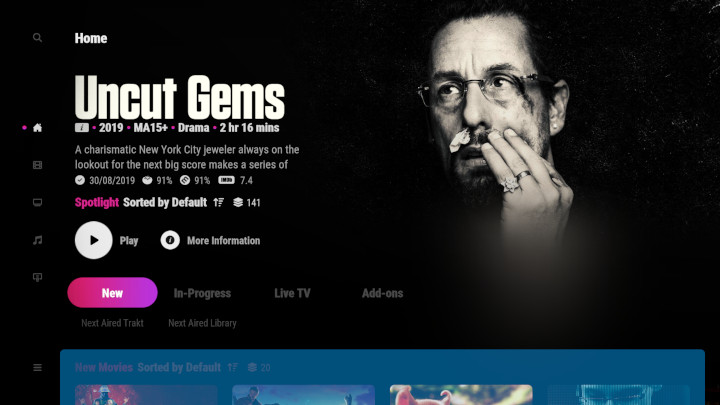 Home
Uncut Gems
i • 2019 • MA15+ • Drama • 2 hr 16 mins
A charismatic New York City jeweler always on the
lookout for the next big score makes a series of
30/08/2019 91% 91% IMDb 7.4
Spotlight Sorted by Default 141
Play i More Information
New In-Progress Live TV Add-ons
Next Aired Trakt Next Aired Library
New Movies Sorted by Default 20